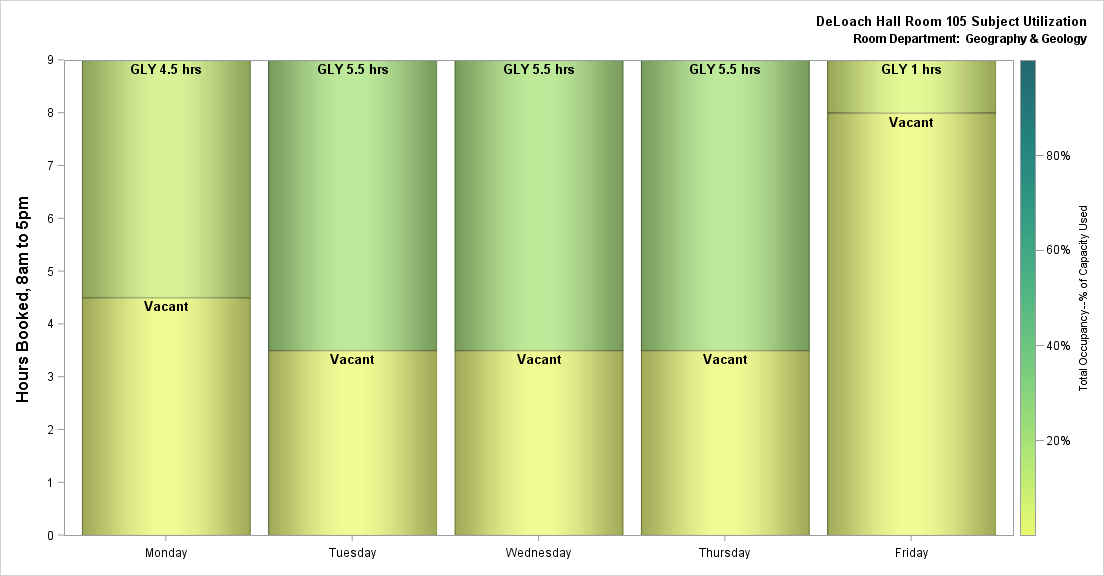 DeLoach Hall Room 105 Subject Utilization
Room Department: Geography & Geology
Hours Booked, 8am to 5pm
9
8
7
6
5
4
3
2
1
0
GLY 4.5 hrs
Vacant
GLY 5.5 hrs
Vacant
GLY 5.5 hrs
Vacant
GLY 5.5 hrs
Vacant
GLY 1 hrs
Vacant
Monday
Tuesday
Wednesday
Thursday
Friday
80%
60%
40%
20%
Total Occupancy--% of Capacity Used